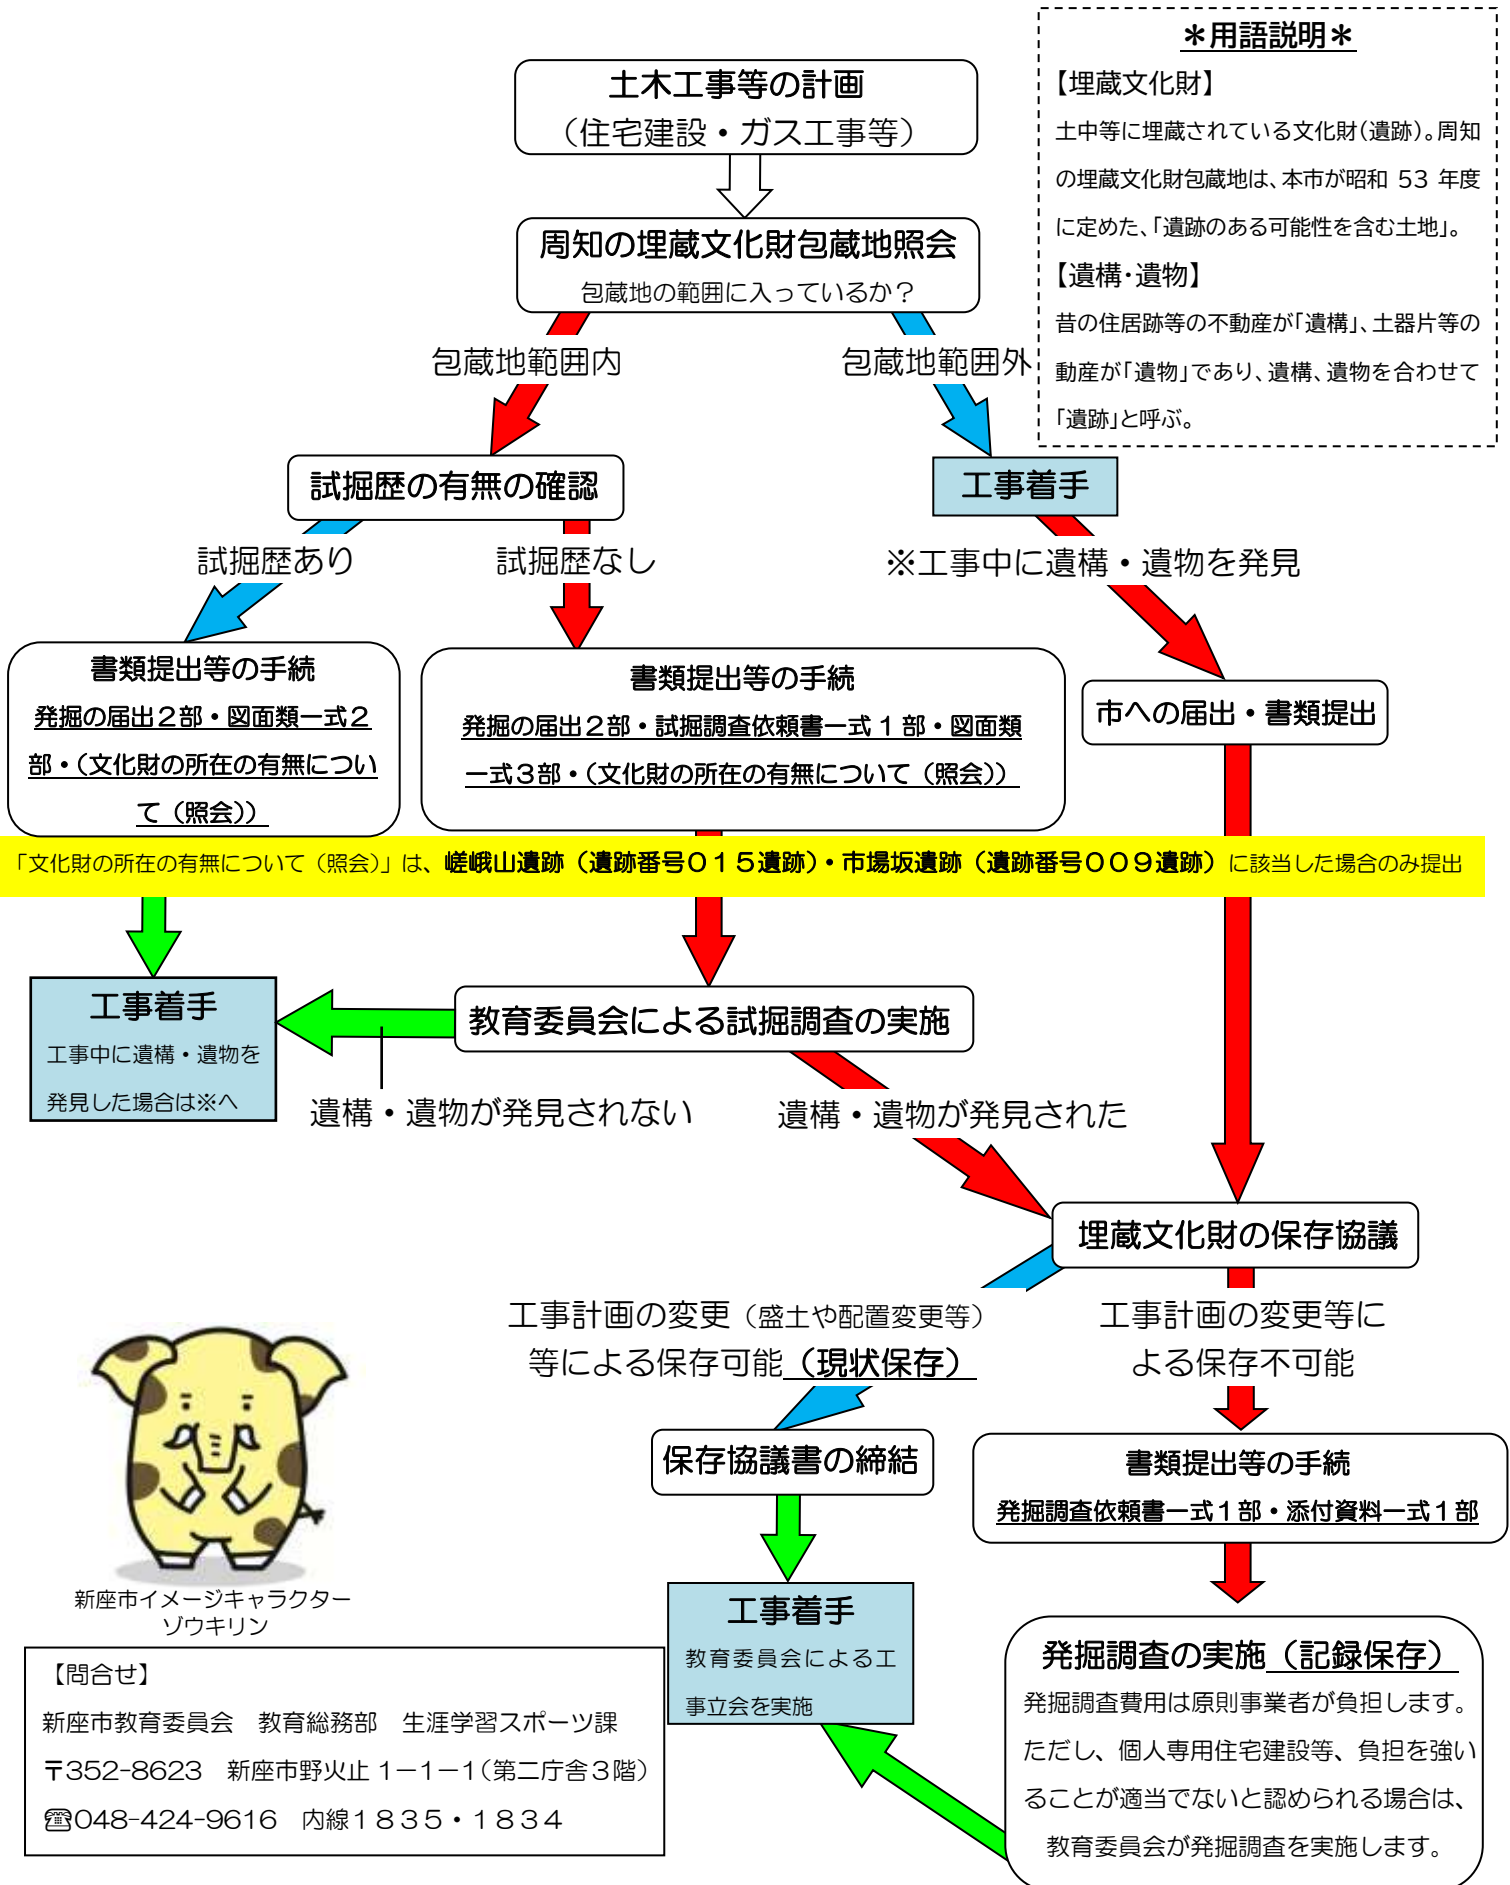 ＊用語説明＊
【埋蔵文化財】
土中等に埋蔵されている文化財(遺跡)。周知
の埋蔵文化財包蔵地は、本市が昭和 53 年度
に定めた、「遺跡のある可能性を含む土地」。
【遺構・遺物】
昔の住居跡等の不動産が「遺構」、土器片等の
動産が「遺物」であり、遺構、遺物を合わせて
「遺跡」と呼ぶ。
土木工事等の計画
（住宅建設・ガス工事等）
周知の埋蔵文化財包蔵地照会
包蔵地の範囲に入っているか？
包蔵地範囲内
包蔵地範囲外
試掘歴の有無の確認
工事着手
試掘歴あり
試掘歴なし
※工事中に遺構・遺物を発見
書類提出等の手続
発掘の届出２部・図面類一式２
部・（文化財の所在の有無につい
て（照会））
書類提出等の手続
発掘の届出２部・試掘調査依頼書一式１部・図面類
一式３部・（文化財の所在の有無について（照会））
市への届出・書類提出
「文化財の所在の有無について（照会）」は、嵯峨山遺跡（遺跡番号０１５遺跡）・市場坂遺跡（遺跡番号００９遺跡）に該当した場合のみ提出
工事着手
工事中に遺構・遺物を
発見した場合は※へ
教育委員会による試掘調査の実施
遺構・遺物が発見されない
遺構・遺物が発見された
埋蔵文化財の保存協議
工事計画の変更（盛土や配置変更等）
等による保存可能（現状保存）
工事計画の変更等に
よる保存不可能
保存協議書の締結
書類提出等の手続
発掘調査依頼書一式１部・添付資料一式１部
工事着手
教育委員会による工
事立会を実施
発掘調査の実施（記録保存）
発掘調査費用は原則事業者が負担します。
ただし、個人専用住宅建設等、負担を強い
ることが適当でないと認められる場合は、
教育委員会が発掘調査を実施します。
新座市イメージキャラクター
ゾウキリン
【問合せ】
新座市教育委員会　教育総務部　生涯学習スポーツ課
〒352-8623　新座市野火止 1－1－1（第二庁舎３階）
☎048-424-9616　内線１８３５・１８３４